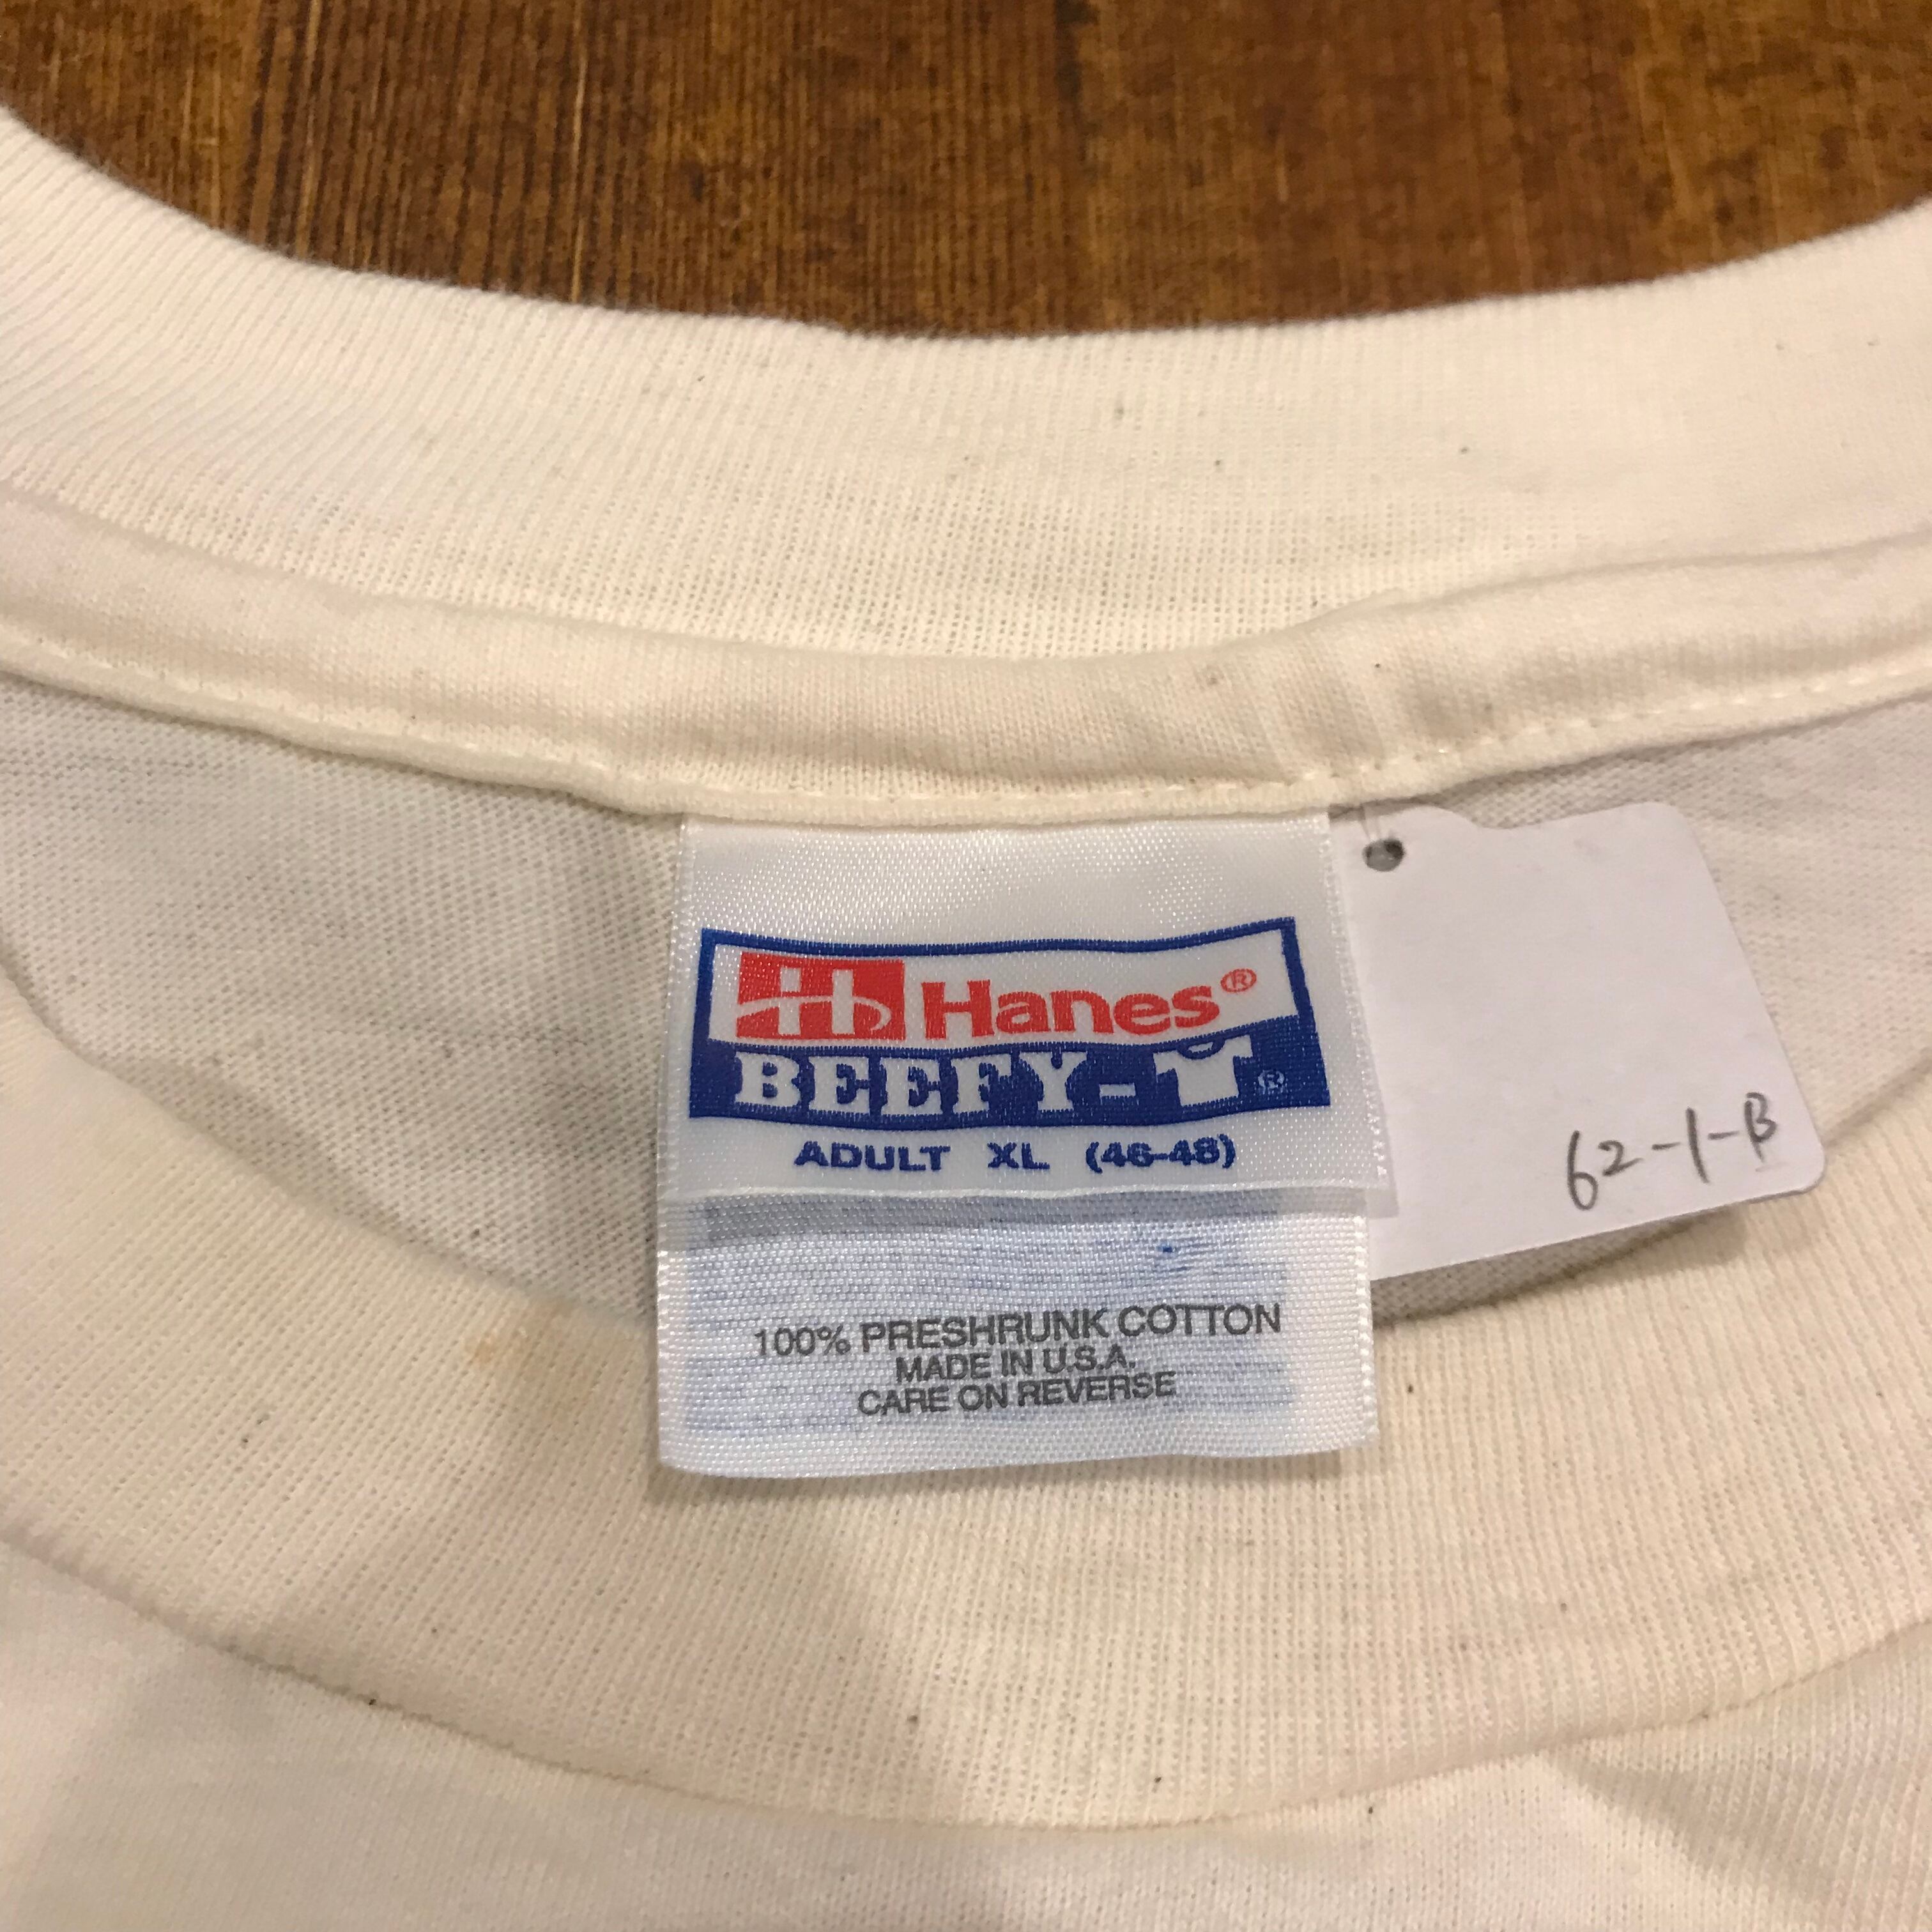 Hanes®
BEEFY-T®
ADULT XL (46-48)
62-1-B
100% PRESHRUNK COTTON
MADE IN U.S.A.
CARE ON REVERSE